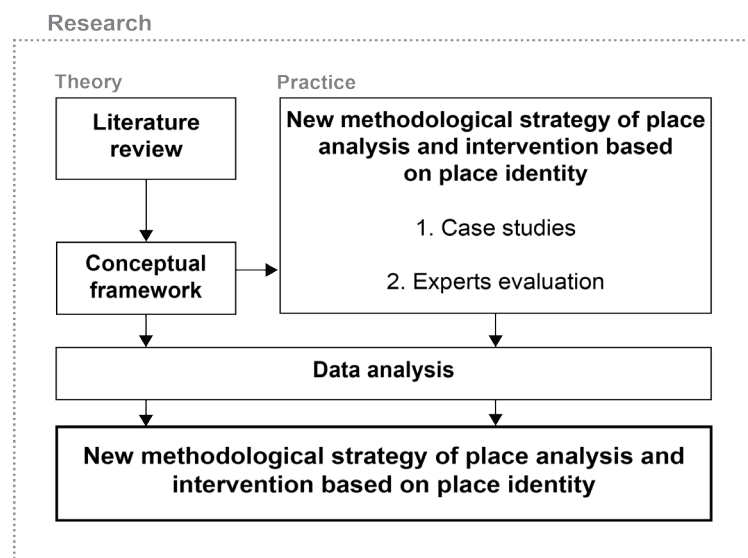 Research
Theory
Literature
review
Conceptual
framework
Practice
New methodological strategy of place
analysis and intervention based
on place identity
1. Case studies
2. Experts evaluation
Data analysis
New methodological strategy of place analysis and
intervention based on place identity